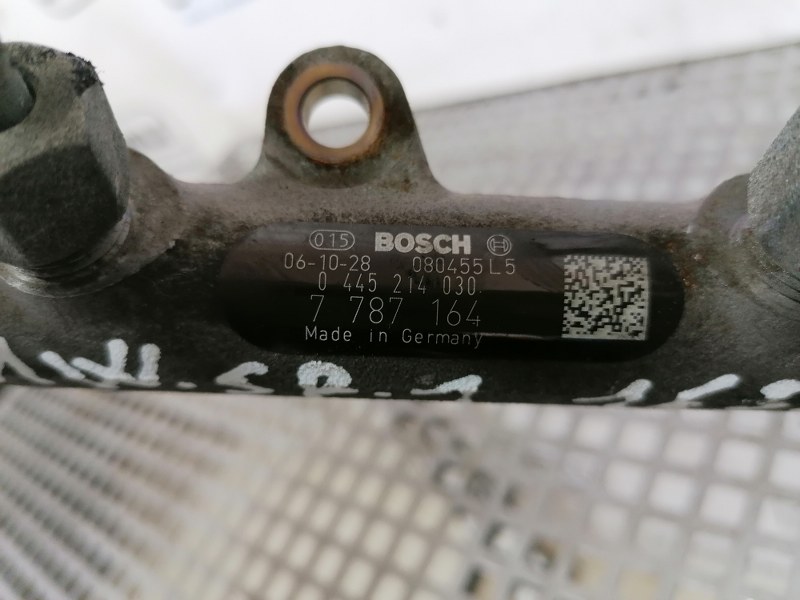 015 BOSCH
06-10-28 080455L5
0 445 214 030
7 787 164
Made in Germany